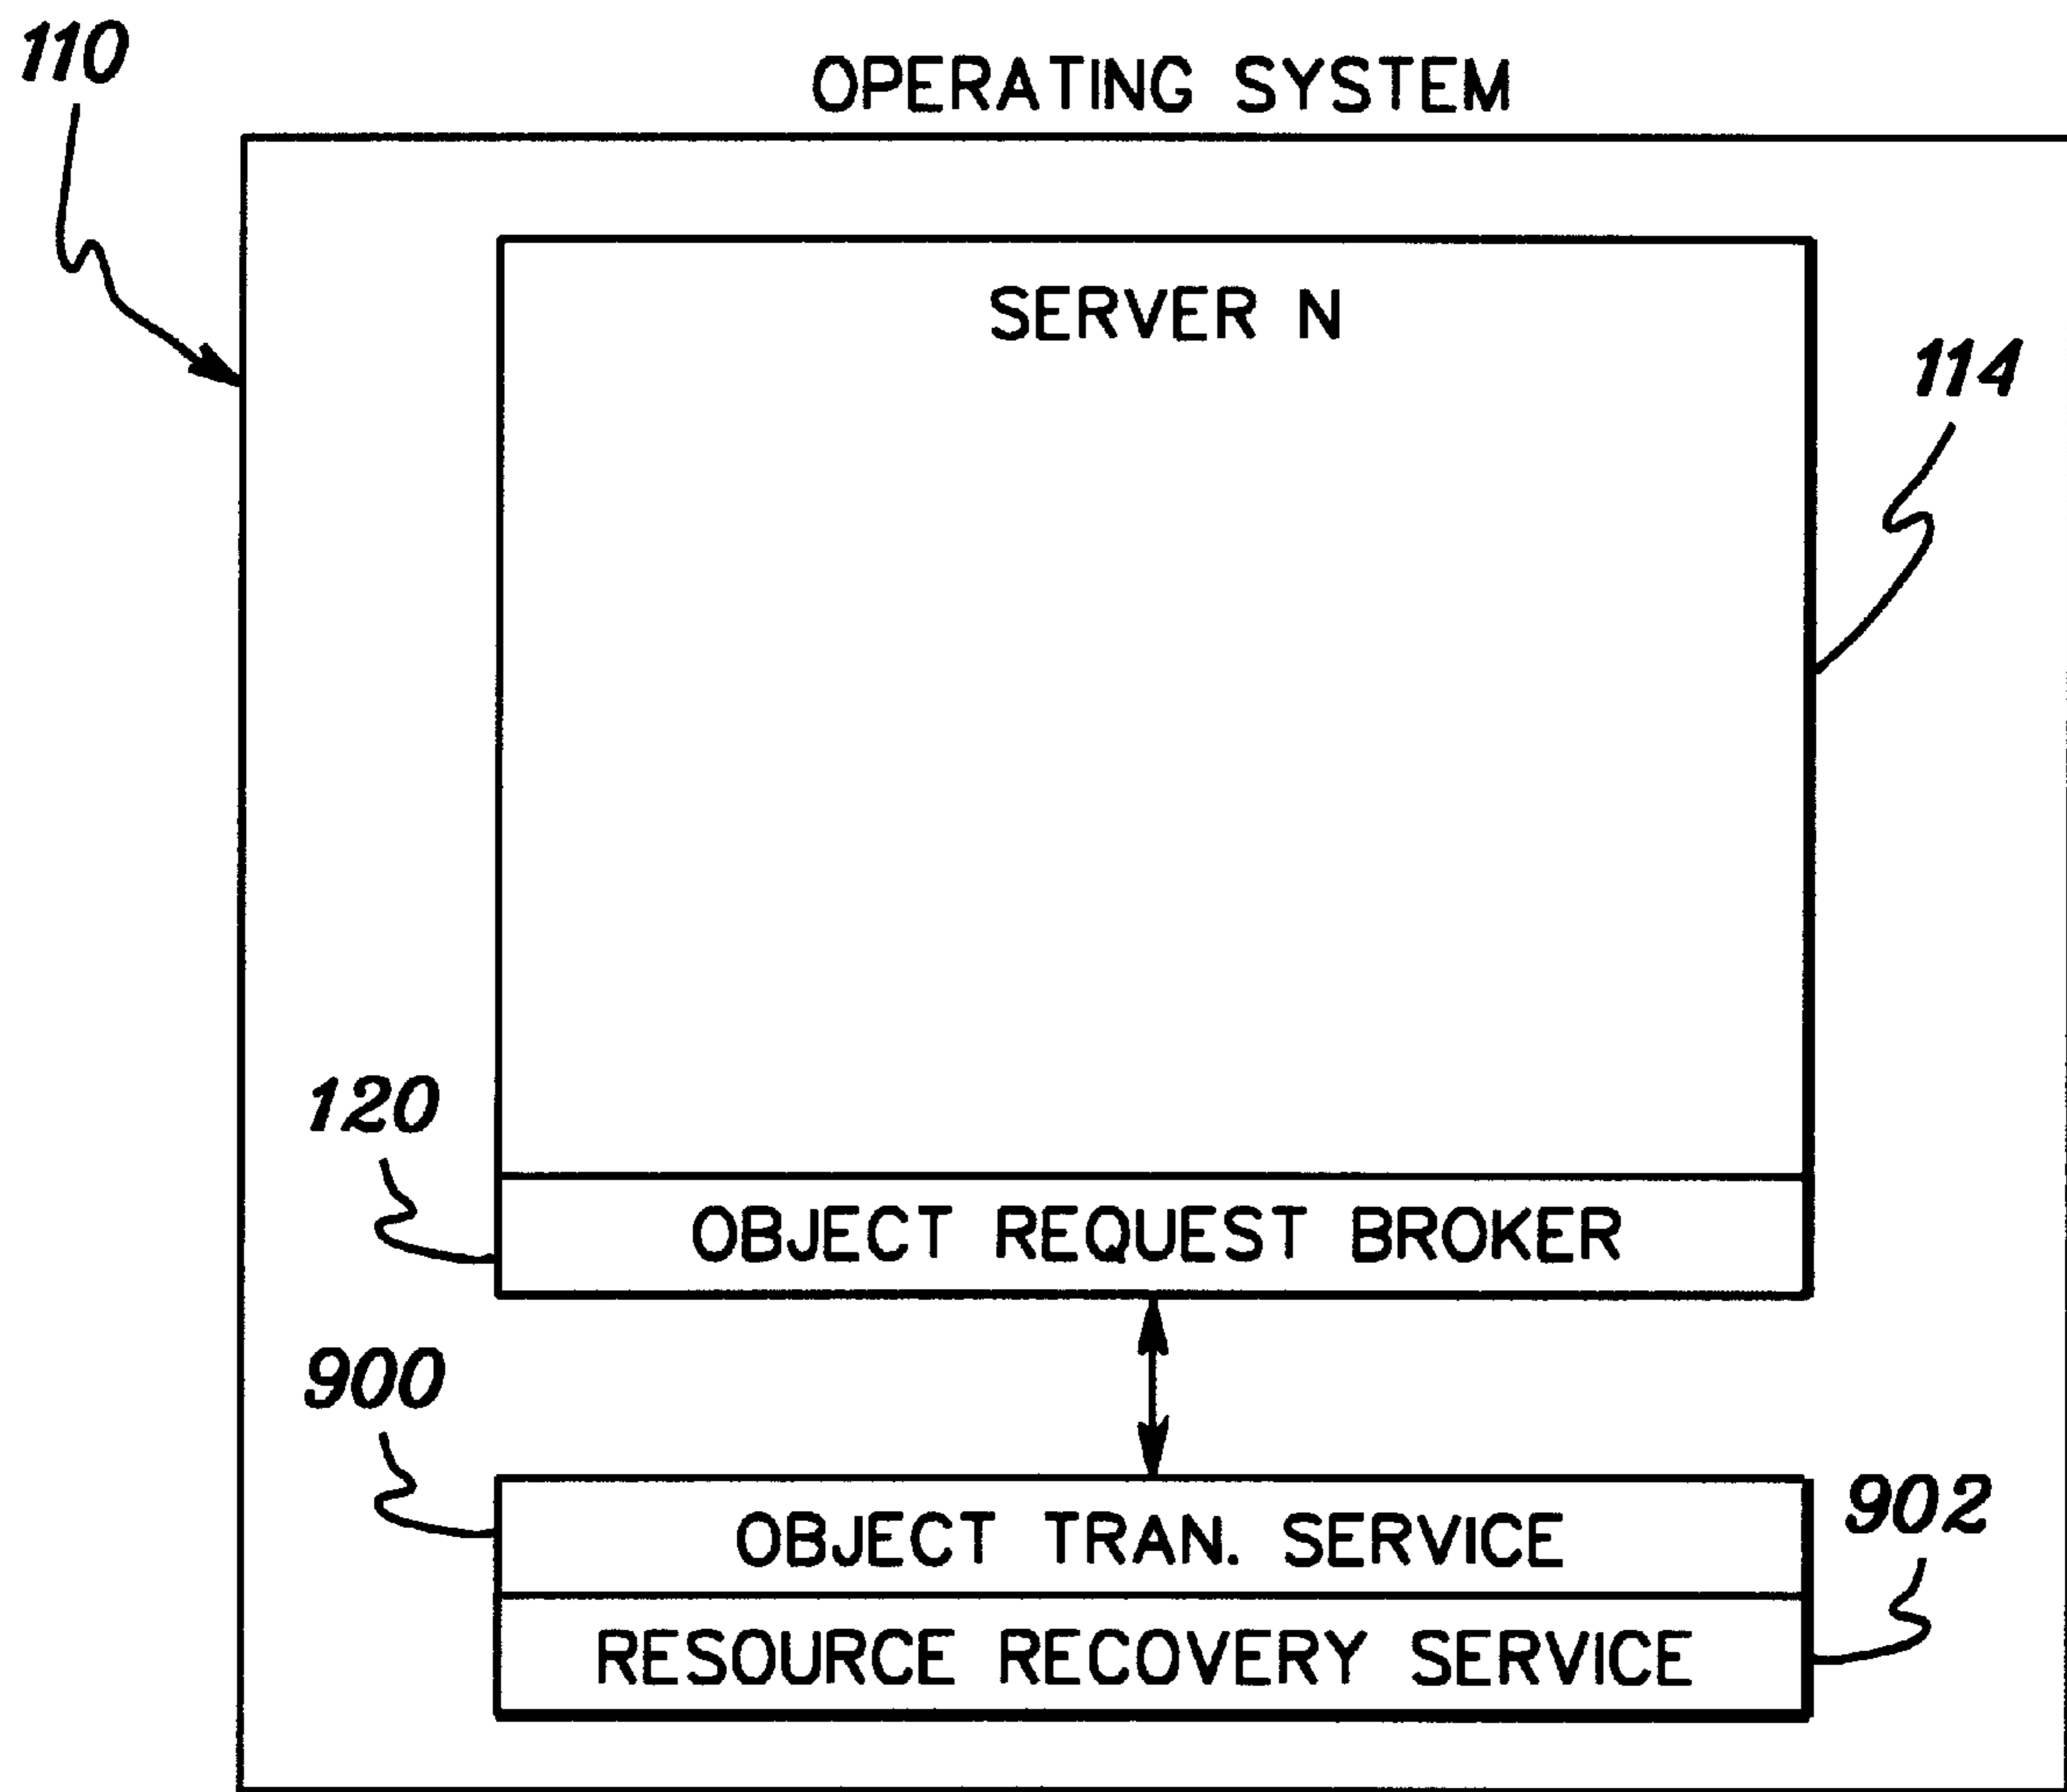 110
OPERATING SYSTEM
SERVER N
114
120
OBJECT REQUEST BROKER
900
OBJECT TRAN. SERVICE
902
RESOURCE RECOVERY SERVICE